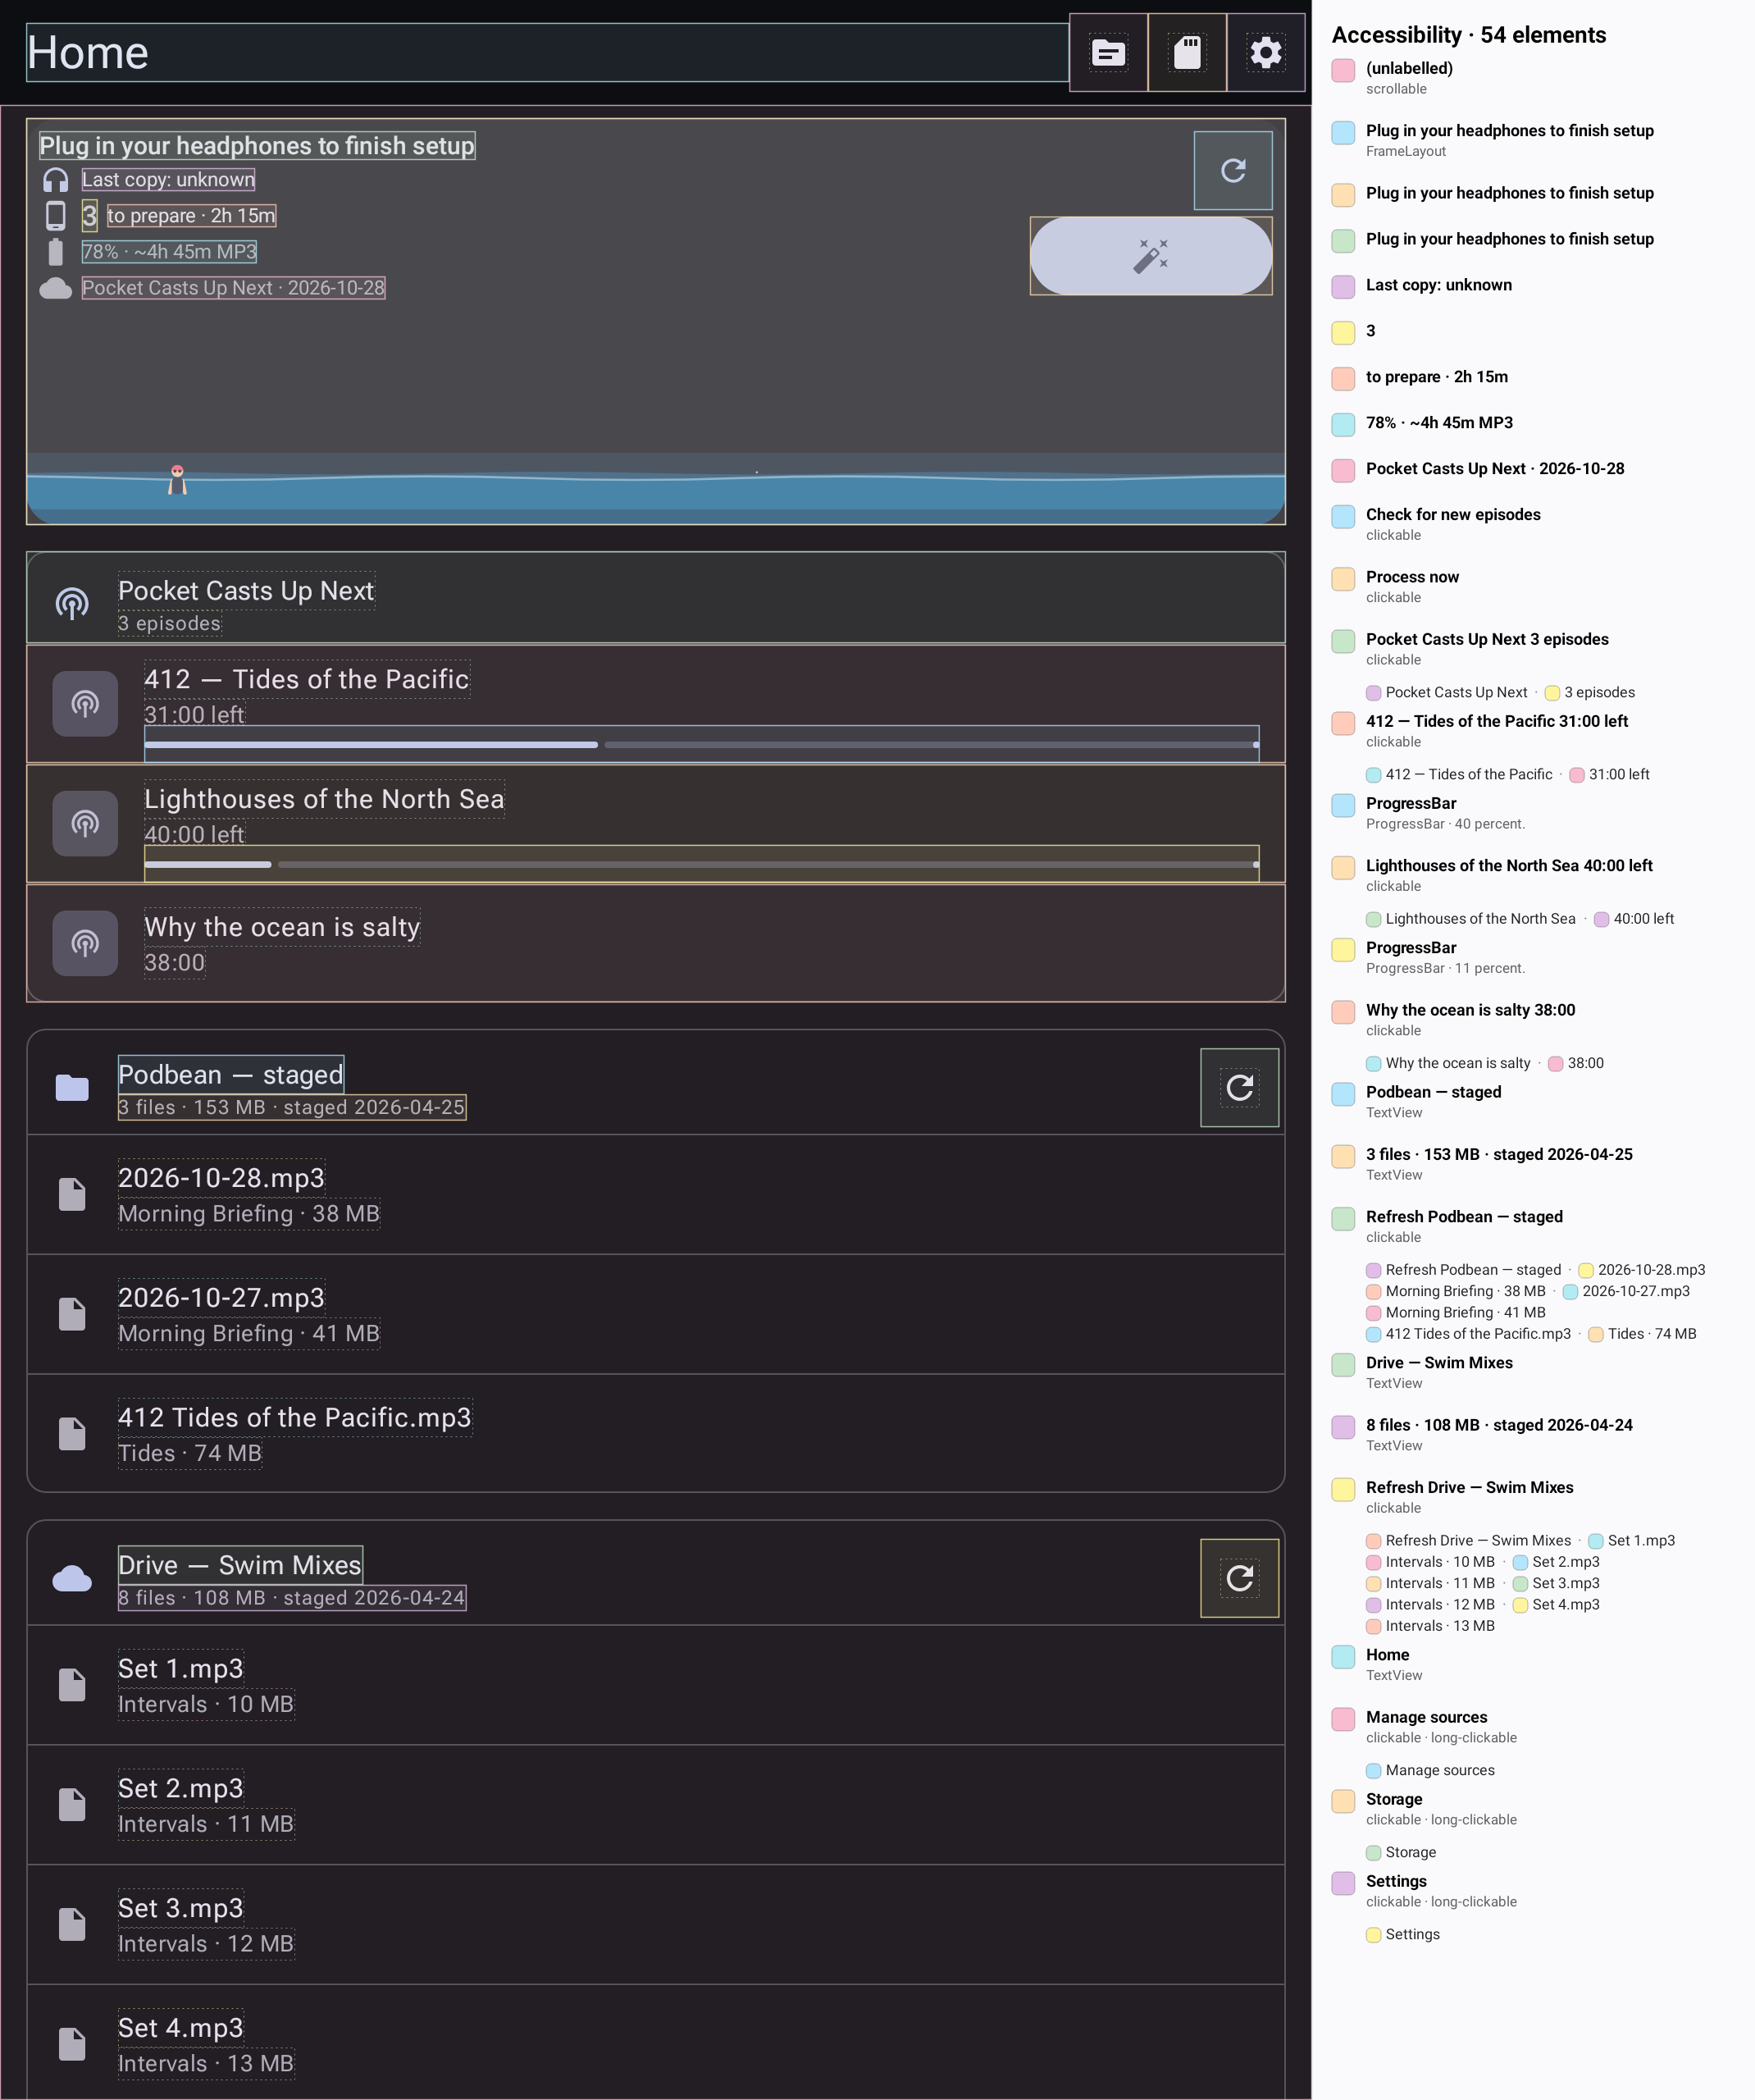 Home
Plug in your headphones to finish setup
Last copy: unknown
3 to prepare · 2h 15m
78% · ~4h 45m MP3
Pocket Casts Up Next · 2026-10-28
Pocket Casts Up Next
3 episodes
412 — Tides of the Pacific
31:00 left
Lighthouses of the North Sea
40:00 left
Why the ocean is salty
38:00
Podbean — staged
3 files · 153 MB · staged 2026-04-25
2026-10-28.mp3
Morning Briefing · 38 MB
2026-10-27.mp3
Morning Briefing · 41 MB
412 Tides of the Pacific.mp3
Tides · 74 MB
Drive — Swim Mixes
8 files · 108 MB · staged 2026-04-24
Set 1.mp3
Intervals · 10 MB
Set 2.mp3
Intervals · 11 MB
Set 3.mp3
Intervals · 12 MB
Set 4.mp3
Intervals · 13 MB
Accessibility · 54 elements
(unlabelled)
scrollable
Plug in your headphones to finish setup
FrameLayout
Plug in your headphones to finish setup
Plug in your headphones to finish setup
Last copy: unknown
3
to prepare · 2h 15m
78% · ~4h 45m MP3
Pocket Casts Up Next · 2026-10-28
Check for new episodes
clickable
Process now
clickable
Pocket Casts Up Next 3 episodes
clickable
Pocket Casts Up Next · 3 episodes
412 — Tides of the Pacific 31:00 left
clickable
412 — Tides of the Pacific · 31:00 left
ProgressBar
ProgressBar · 40 percent.
Lighthouses of the North Sea 40:00 left
clickable
Lighthouses of the North Sea · 40:00 left
ProgressBar
ProgressBar · 11 percent.
Why the ocean is salty 38:00
clickable
Why the ocean is salty · 38:00
Podbean — staged
TextView
3 files · 153 MB · staged 2026-04-25
TextView
Refresh Podbean — staged
clickable
Refresh Podbean — staged · 2026-10-28.mp3
Morning Briefing · 38 MB · 2026-10-27.mp3
Morning Briefing · 41 MB
412 Tides of the Pacific.mp3 · Tides · 74 MB
Drive — Swim Mixes
TextView
8 files · 108 MB · staged 2026-04-24
TextView
Refresh Drive — Swim Mixes
clickable
Refresh Drive — Swim Mixes · Set 1.mp3
Intervals · 10 MB · Set 2.mp3
Intervals · 11 MB · Set 3.mp3
Intervals · 12 MB · Set 4.mp3
Intervals · 13 MB
Home
TextView
Manage sources
clickable · long-clickable
Manage sources
Storage
clickable · long-clickable
Storage
Settings
clickable · long-clickable
Settings